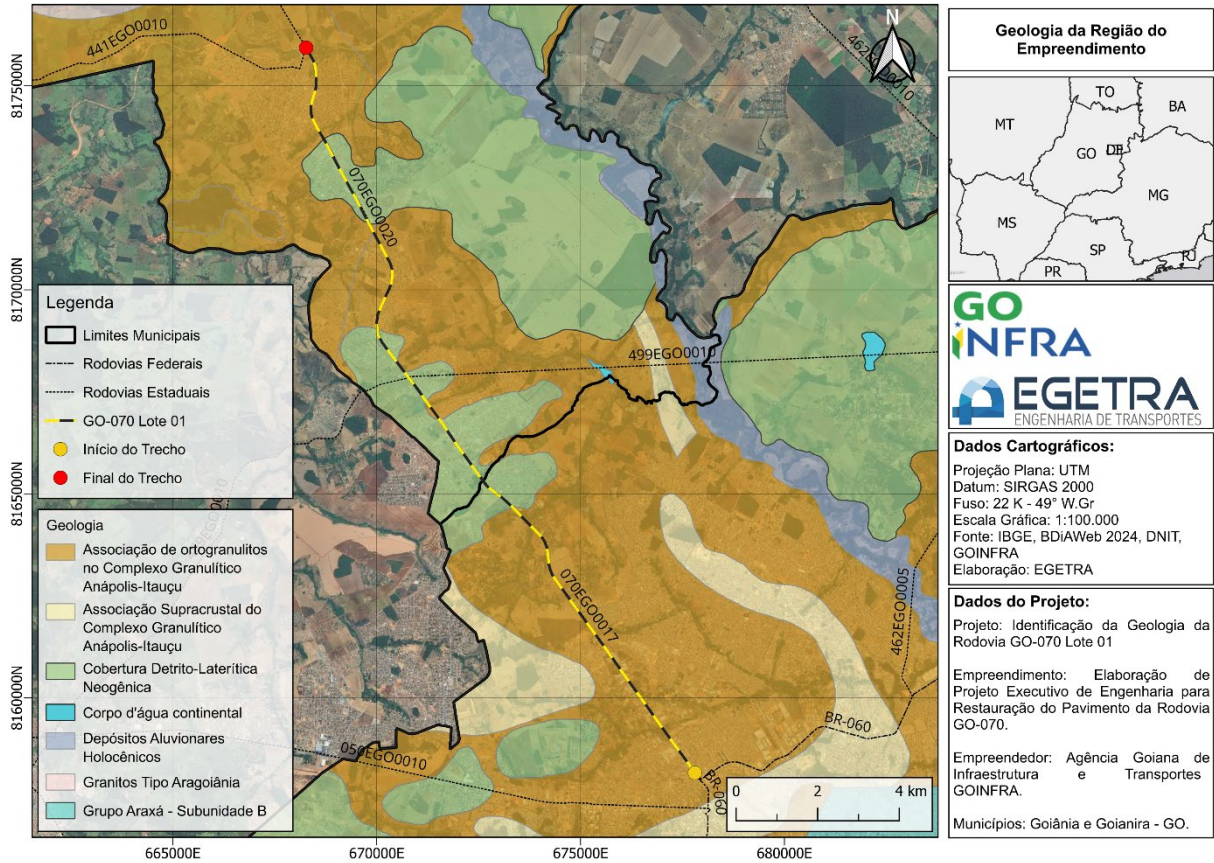 441EGO0010
462EGO0010
N
8175000N
070EGO0020
8170000N
499EGO0010
Legenda
Limites Municipais
Rodovias Federais
Rodovias Estaduais
GO-070 Lote 01
Início do Trecho
Final do Trecho
8165000N
Geologia
Associação de ortogranulitos
no Complexo Granulítico
Anápolis-Itauçu
Associação Supracrustal do
Complexo Granulítico
Anápolis-Itauçu
Cobertura Detrito-Laterítica
Neogênica
Corpo d'água continental
Depósitos Aluvionares
Holocênicos
Granitos Tipo Aragoiânia
Grupo Araxá - Subunidade B
070EGO0017
462EGO0005
8160000N
050EGO0010
BR-060
BR-060
0 2 4 km
665000E 670000E 675000E 680000E
Geologia da Região do
Empreendimento
TO
BA
MT
GO
DF
MG
MS
SP
RJ
PR
GO
INFRA
EGETRA
ENGENHARIA DE TRANSPORTES
Dados Cartográficos:
Projeção Plana: UTM
Datum: SIRGAS 2000
Fuso: 22 K - 49° W.Gr
Escala Gráfica: 1:100.000
Fonte: IBGE, BDiAWeb 2024, DNIT,
GOINFRA
Elaboração: EGETRA
Dados do Projeto:
Projeto: Identificação da Geologia da
Rodovia GO-070 Lote 01
Empreendimento: Elaboração de
Projeto Executivo de Engenharia para
Restauração do Pavimento da Rodovia
GO-070.
Empreendedor: Agência Goiana de
Infraestrutura e Transportes
GOINFRA.
Municípios: Goiânia e Goianira - GO.